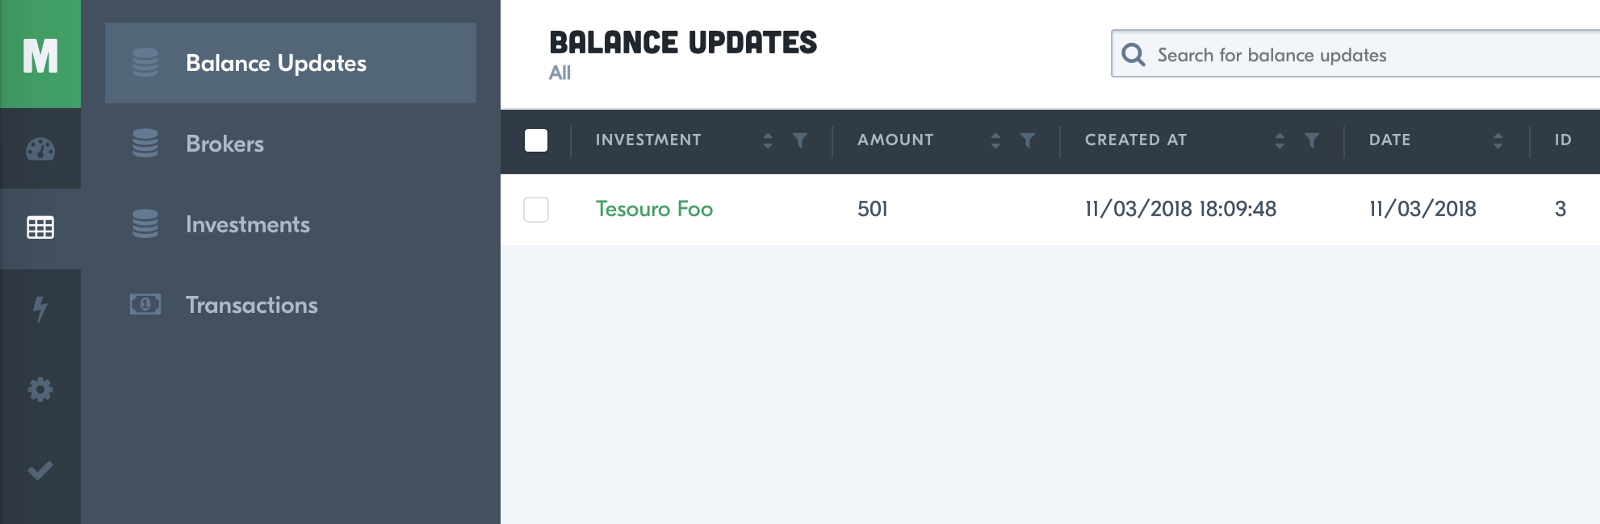 M
Balance Updates
Brokers
Investments
Transactions
BALANCE UPDATES
All
Search for balance updates
INVESTMENT AMOUNT CREATED AT DATE ID
Tesouro Foo 501 11/03/2018 18:09:48 11/03/2018 3